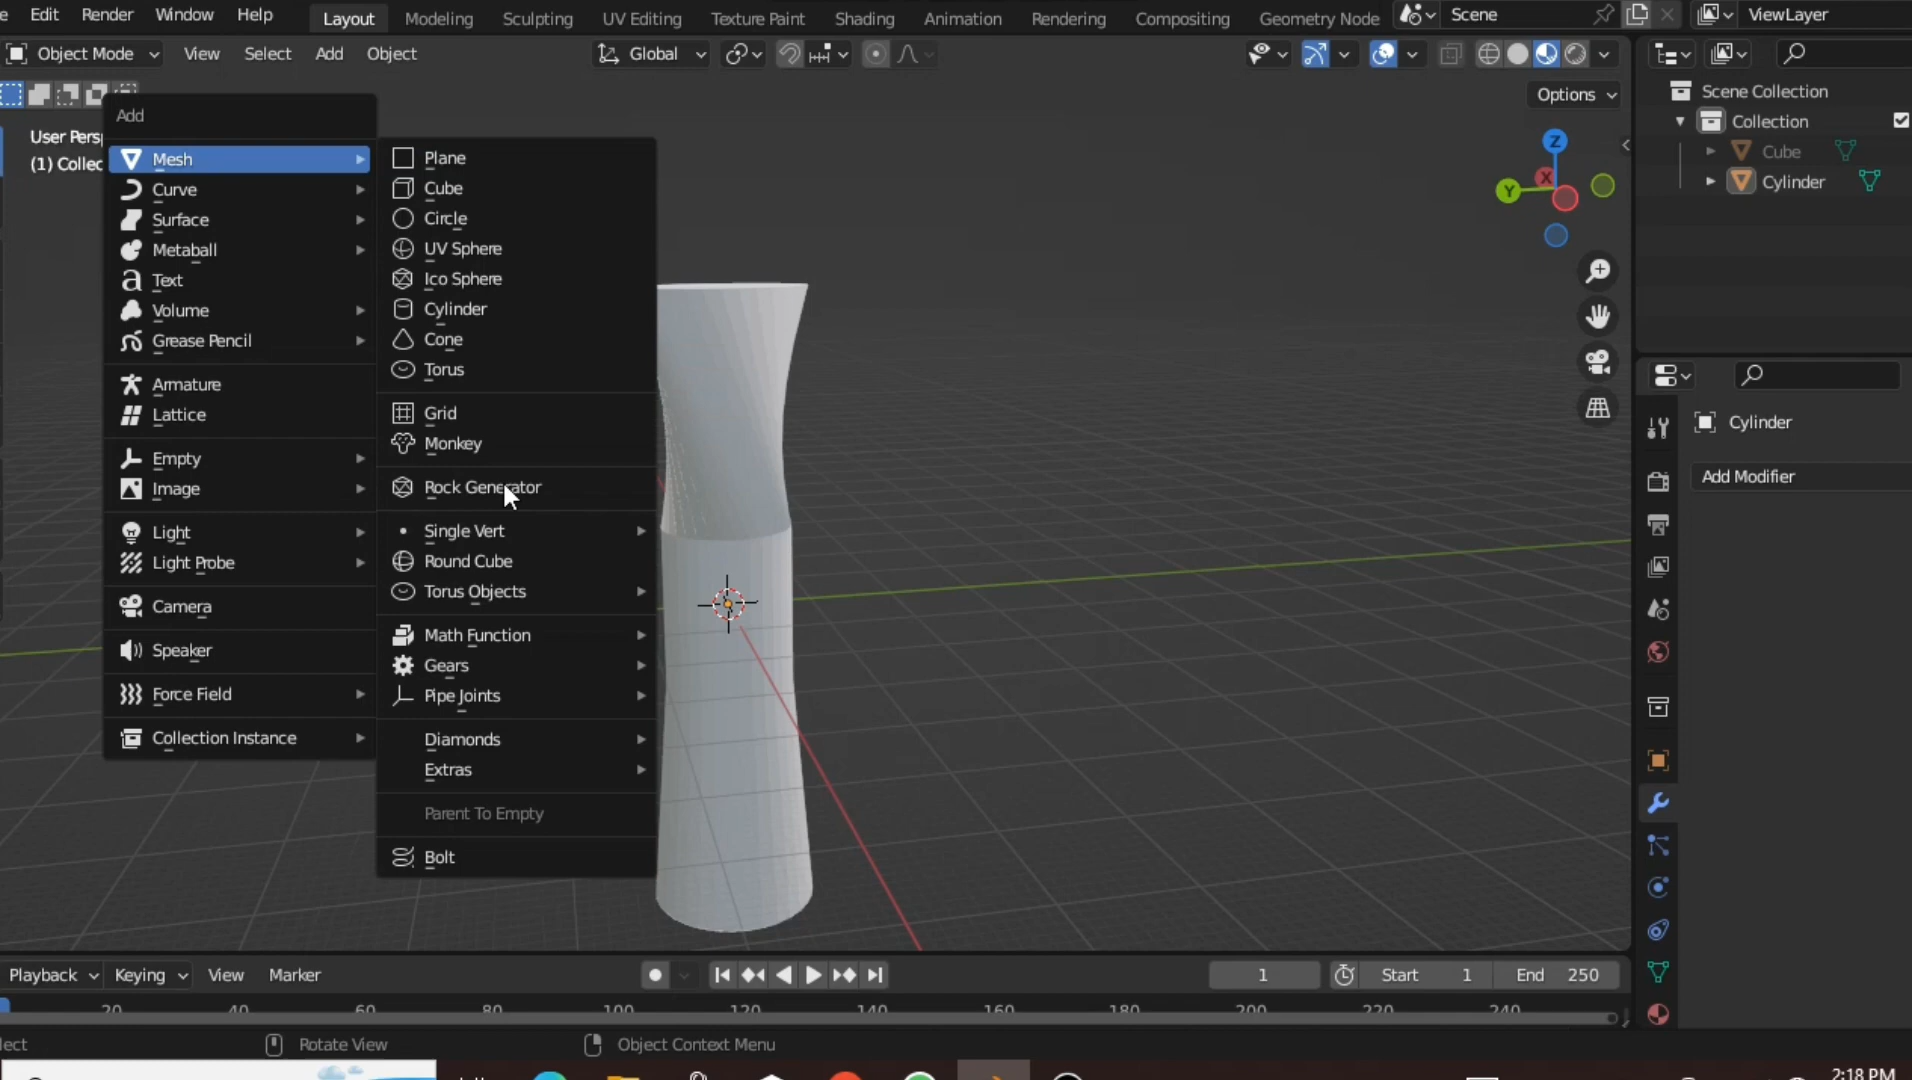 Edit Render Window Help Layout Modeling Sculpting UV Editing Texture Paint Shading Animation Rendering Compositing Geometry Node Scene ViewLayer
Object Mode View Select Add Object Global
Options
User Persp
(1) Collec
Add
Mesh
Curve
Surface
Metaball
Text
Volume
Grease Pencil
Armature
Lattice
Empty
Image
Light
Light Probe
Camera
Speaker
Force Field
Collection Instance
Plane
Cube
Circle
UV Sphere
Ico Sphere
Cylinder
Cone
Torus
Grid
Monkey
Rock Generator
Single Vert
Round Cube
Torus Objects
Math Function
Gears
Pipe Joints
Diamonds
Extras
Parent To Empty
Bolt
Z
Y
X
Scene Collection
Collection
Cube
Cylinder
Cylinder
Add Modifier
Playback Keying View Marker 1 Start 1 End 250
20 40 60 80 100 120 140 160 180 200 220 240
lect Rotate View Object Context Menu
2:18 PM